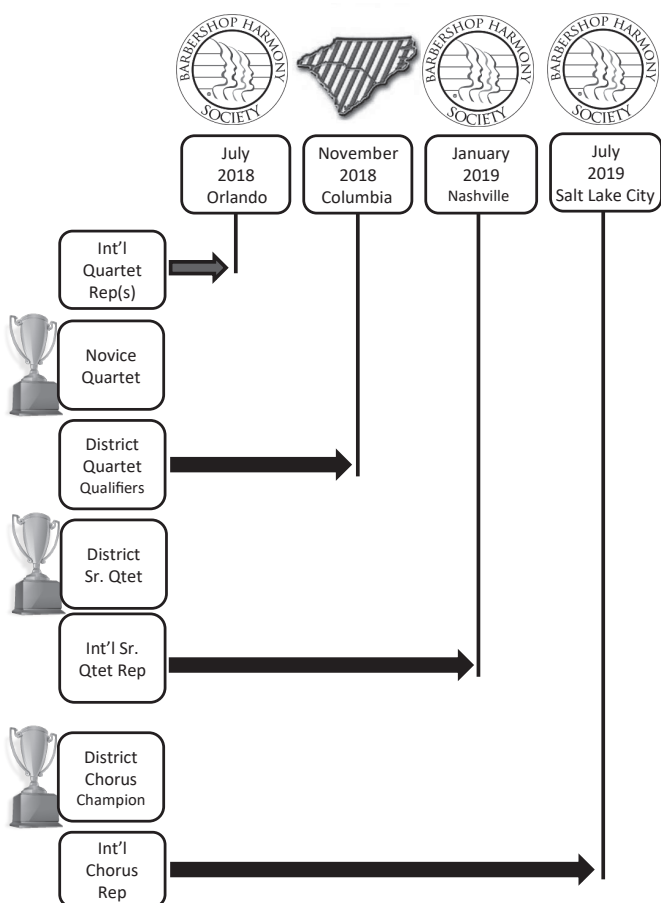 BARBERSHOP HARMONY
SOCIETY
BARBERSHOP HARMONY
SOCIETY
BARBERSHOP HARMONY
SOCIETY
July
2018
Orlando
November
2018
Columbia
January
2019
Nashville
July
2019
Salt Lake City
Int'l
Quartet
Rep(s)
Novice
Quartet
District
Quartet
Qualifiers
District
Sr. Qtet
Int'l Sr.
Qtet Rep
District
Chorus
Champion
Int'l
Chorus
Rep